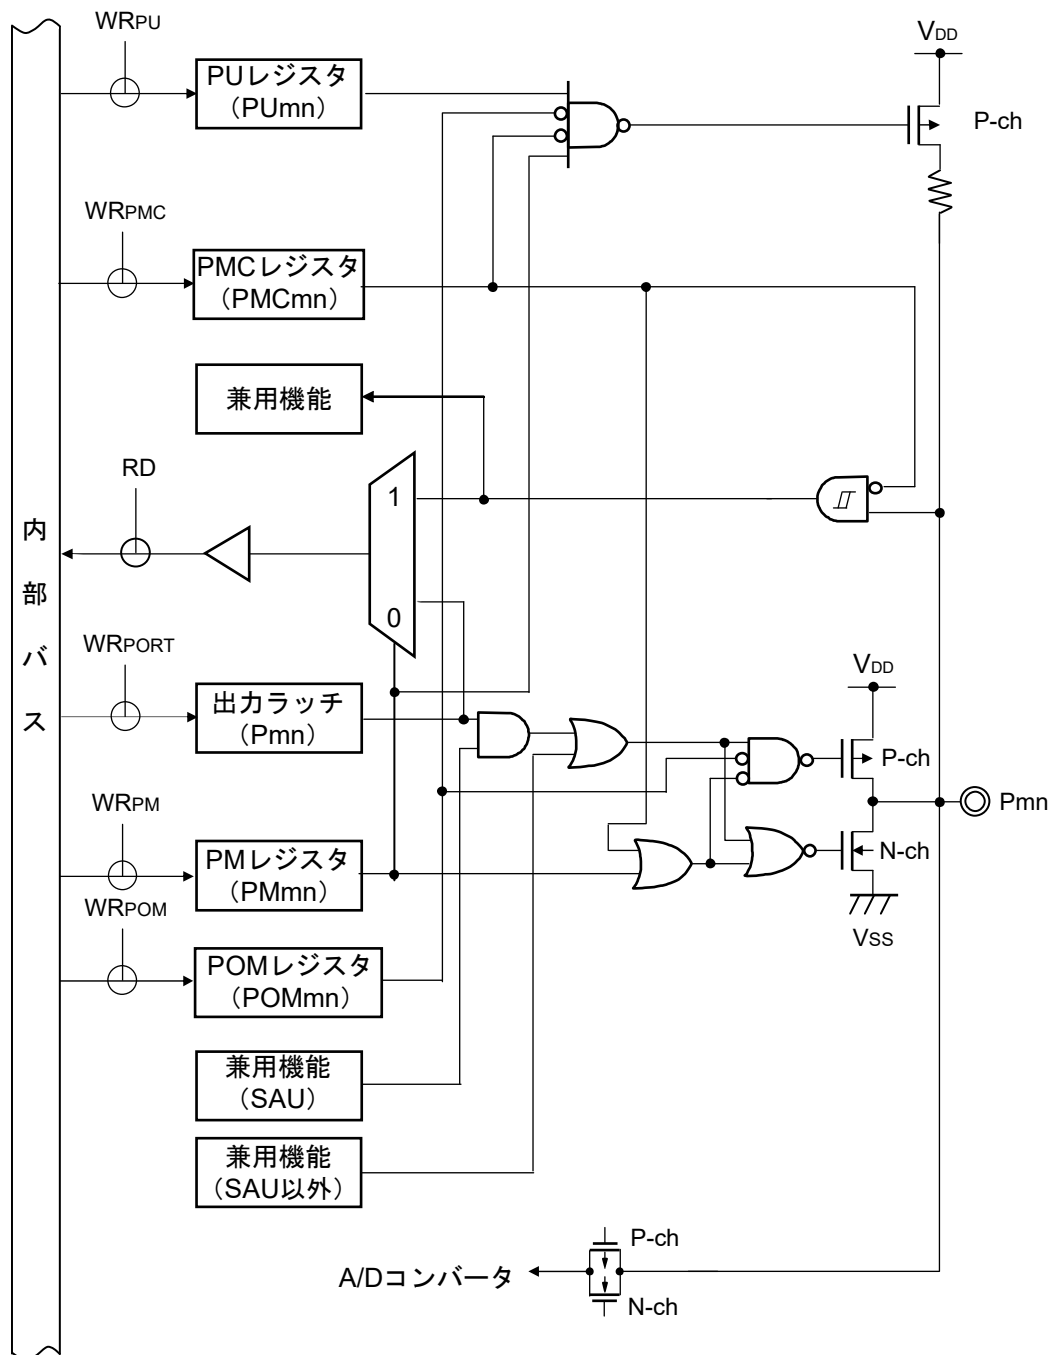 WRPU
VDD
PUレジスタ
（PUmn）
P-ch
WRPMC
PMCレジスタ
（PMCmn）
兼用機能
RD
1
0
内部バス
WRPORT
出力ラッチ
（Pmn）
VDD
P-ch
Pmn
WRPM
PMレジスタ
（PMmn）
N-ch
VSS
WRPOM
POMレジスタ
（POMmn）
兼用機能
（SAU）
兼用機能
（SAU以外）
P-ch
A/Dコンバータ
N-ch